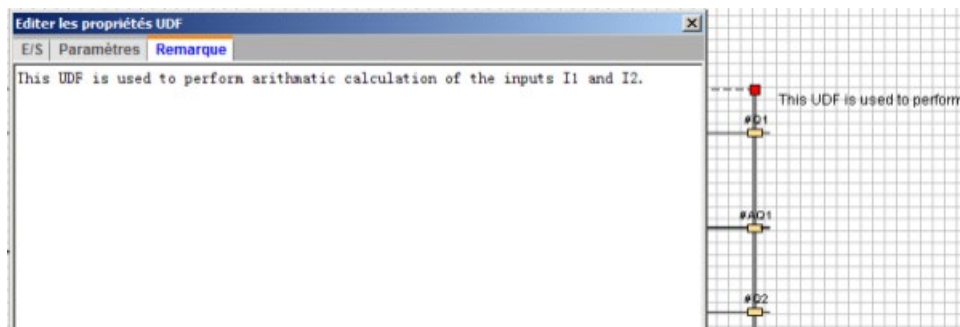 Editer les propriétés UDF
E/S Paramètres Remarque
This UDF is used to perform arithmatic calculation of the inputs I1 and I2.
This UDF is used to perform
#Q1
#AQ1
#Q2